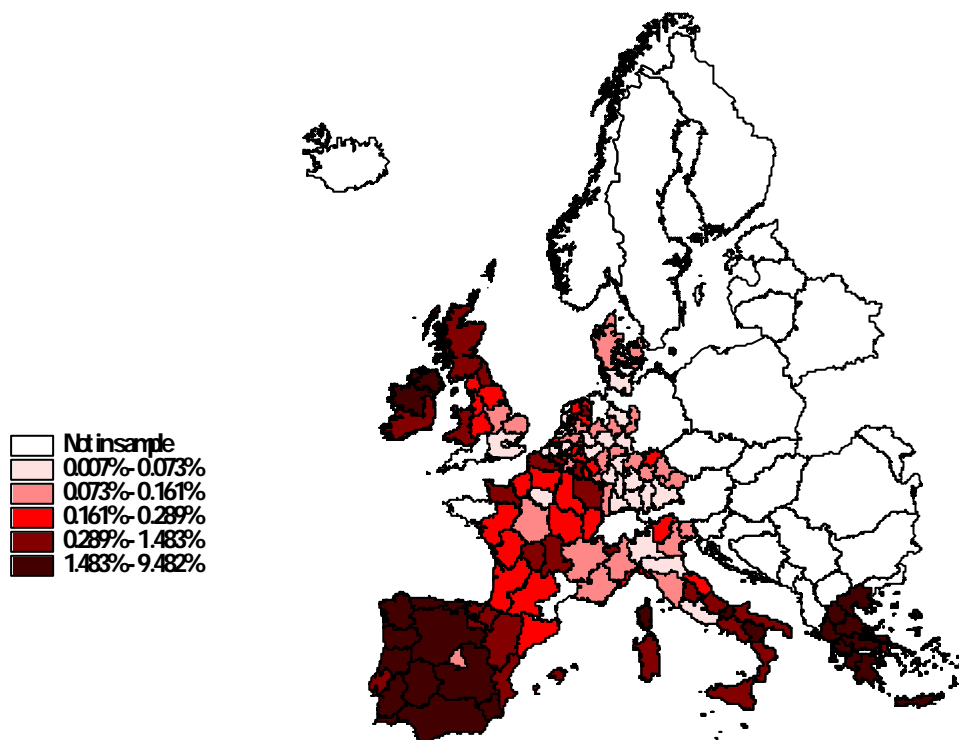 Not in sample
0.007% - 0.073%
0.073% - 0.161%
0.161% - 0.289%
0.289% - 1.483%
1.483% - 9.482%